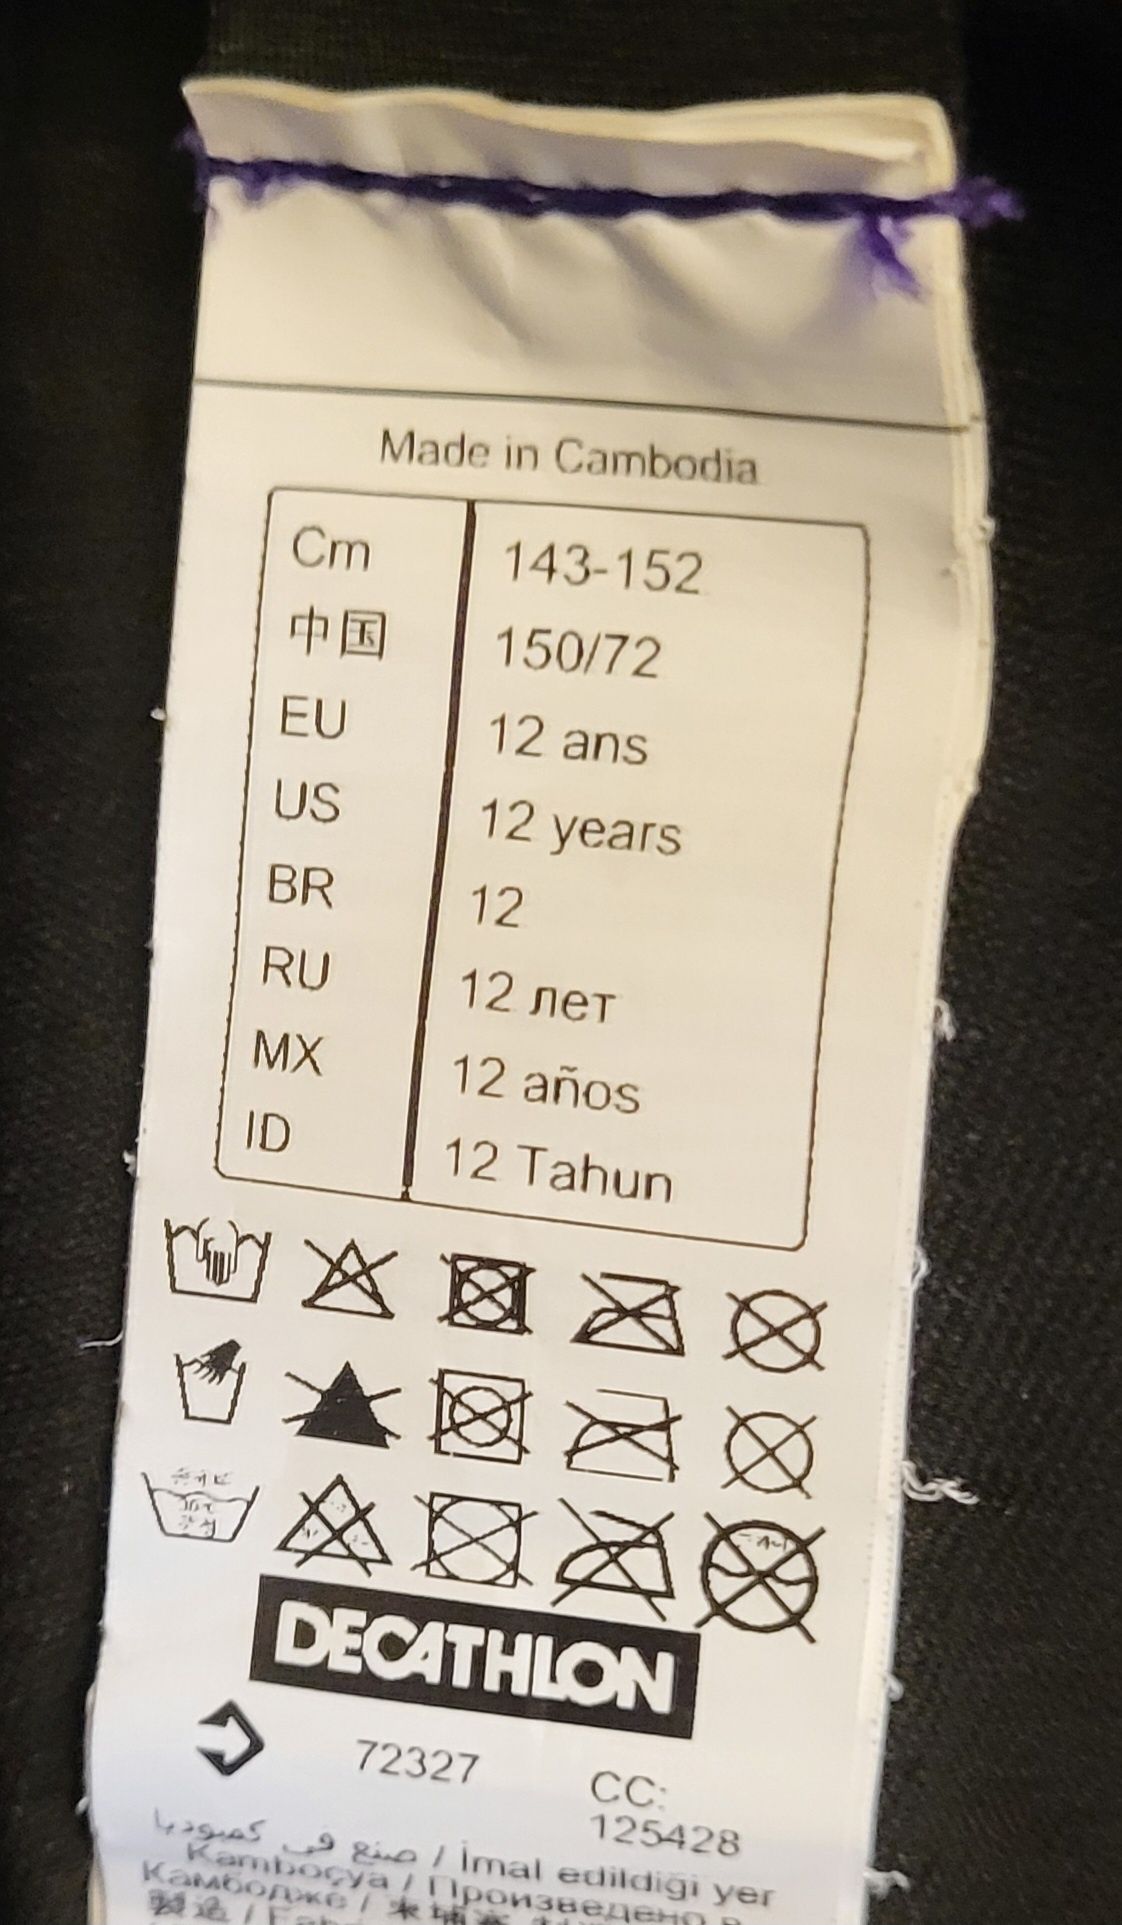 Made in Cambodia
Cm 143-152
中国 150/72
EU 12 ans
US 12 years
BR 12
RU 12 лет
MX 12 años
ID 12 Tahun
DECATHLON
72327 CC:
125428
صنع في كمبوديا / İmal edildiği yer
Kamboçya / Произведено в
Камбодже /